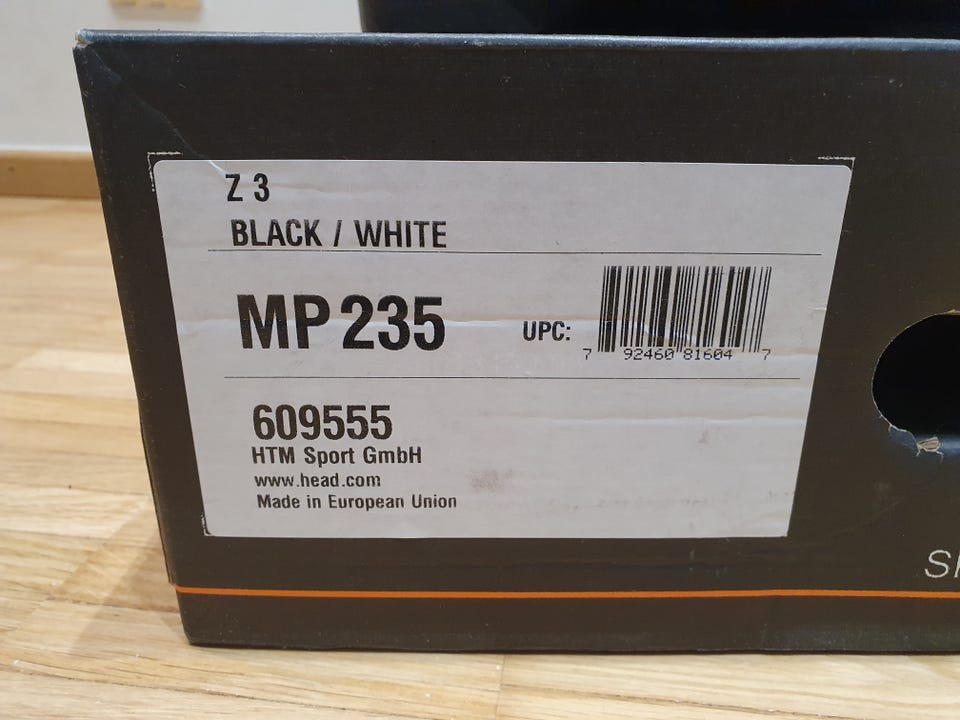 Z 3
BLACK / WHITE
MP 235
UPC:
7 92460 81604 7
609555
HTM Sport GmbH
www.head.com
Made in European Union